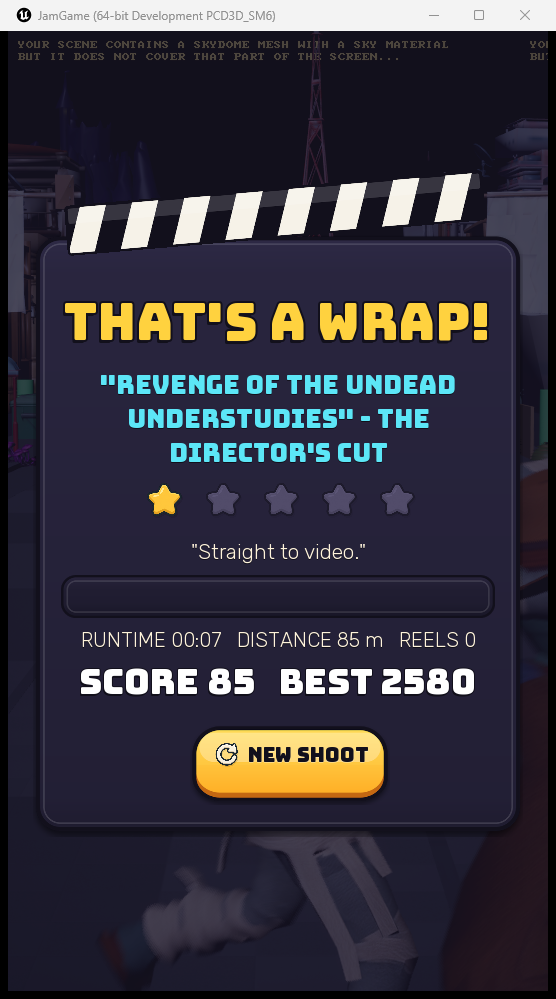 JamGame (64-bit Development PCD3D_SM6)
YOUR SCENE CONTAINS A SKYDOME MESH WITH A SKY MATERIAL
BUT IT DOES NOT COVER THAT PART OF THE SCREEN...
THAT'S A WRAP!
"REVENGE OF THE UNDEAD
UNDERSTUDIES" - THE
DIRECTOR'S CUT
"Straight to video."
RUNTIME 00:07 DISTANCE 85 m REELS 0
SCORE 85 BEST 2580
NEW SHOOT